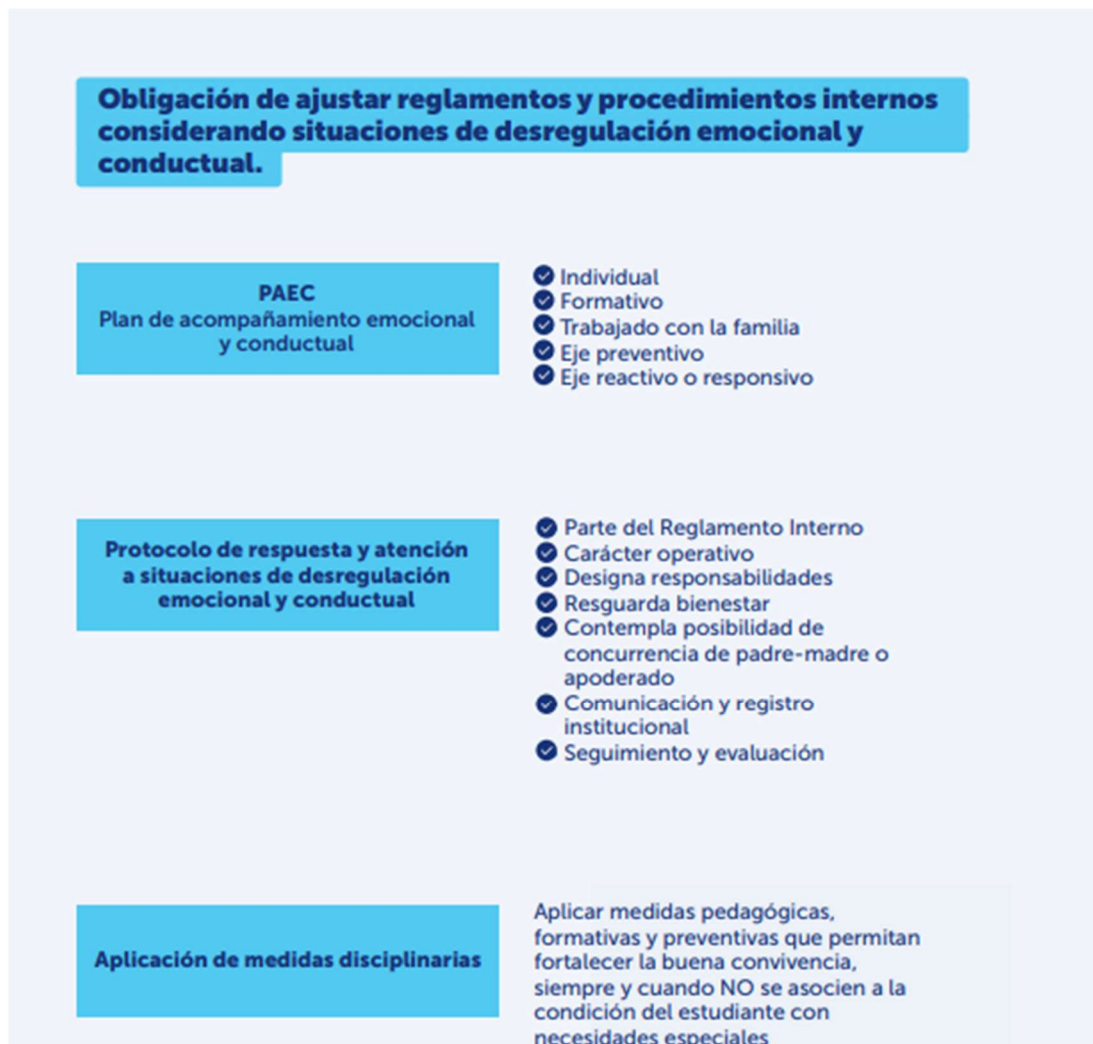 Obligación de ajustar reglamentos y procedimientos internos
considerando situaciones de desregulación emocional y
conductual.
PAEC
Plan de acompañamiento emocional
y conductual
Individual
Formativo
Trabajado con la familia
Eje preventivo
Eje reactivo o responsivo
Protocolo de respuesta y atención
a situaciones de desregulación
emocional y conductual
Parte del Reglamento Interno
Carácter operativo
Designa responsabilidades
Resguarda bienestar
Contempla posibilidad de
concurrencia de padre-madre o
apoderado
Comunicación y registro
institucional
Seguimiento y evaluación
Aplicación de medidas disciplinarias
Aplicar medidas pedagógicas,
formativas y preventivas que permitan
fortalecer la buena convivencia,
siempre y cuando NO se asocien a la
condición del estudiante con
necesidades especiales